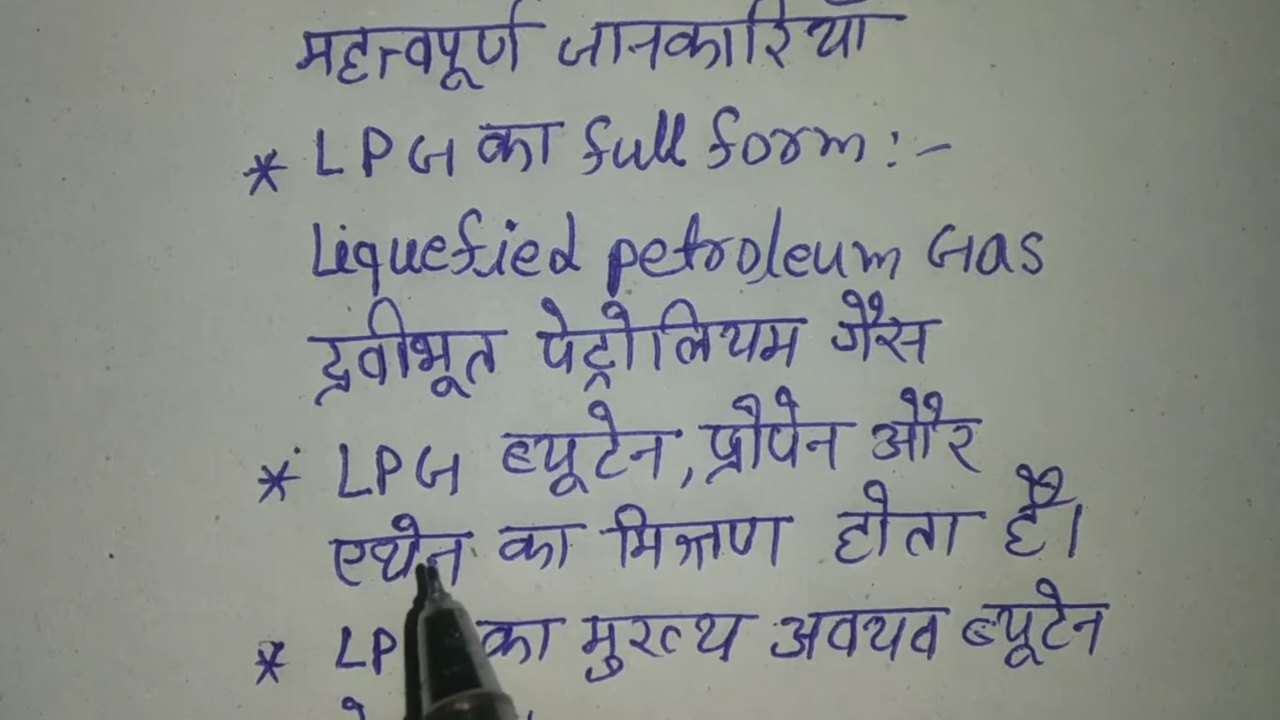 महत्त्वपूर्ण जानकारियाँ
* LPG का full form :-
Liquefied petroleum Gas
द्रवीभूत पेट्रोलियम गैस
* LPG ब्यूटेन, प्रौपेन और
एथेन का मिश्रण होता है।
* LP का मुख्य अवयव ब्यूटेन